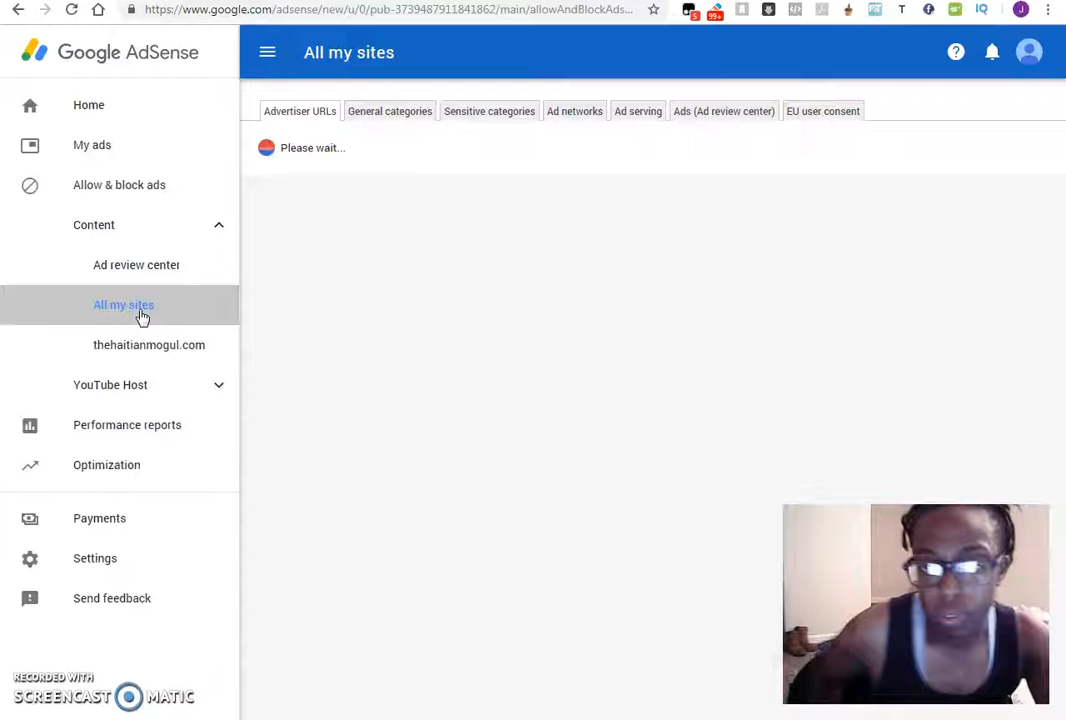 https://www.google.com/adsense/new/u/0/pub-3739487911841862/main/allowAndBlockAds...
5
99+
T
IQ
J
Google AdSense
All my sites
Home
My ads
Allow & block ads
Content
Ad review center
All my sites
thehaitianmogul.com
YouTube Host
Performance reports
Optimization
Payments
Settings
Send feedback
Advertiser URLs
General categories
Sensitive categories
Ad networks
Ad serving
Ads (Ad review center)
EU user consent
Please wait...
RECORDED WITH
SCREENCAST MATIC